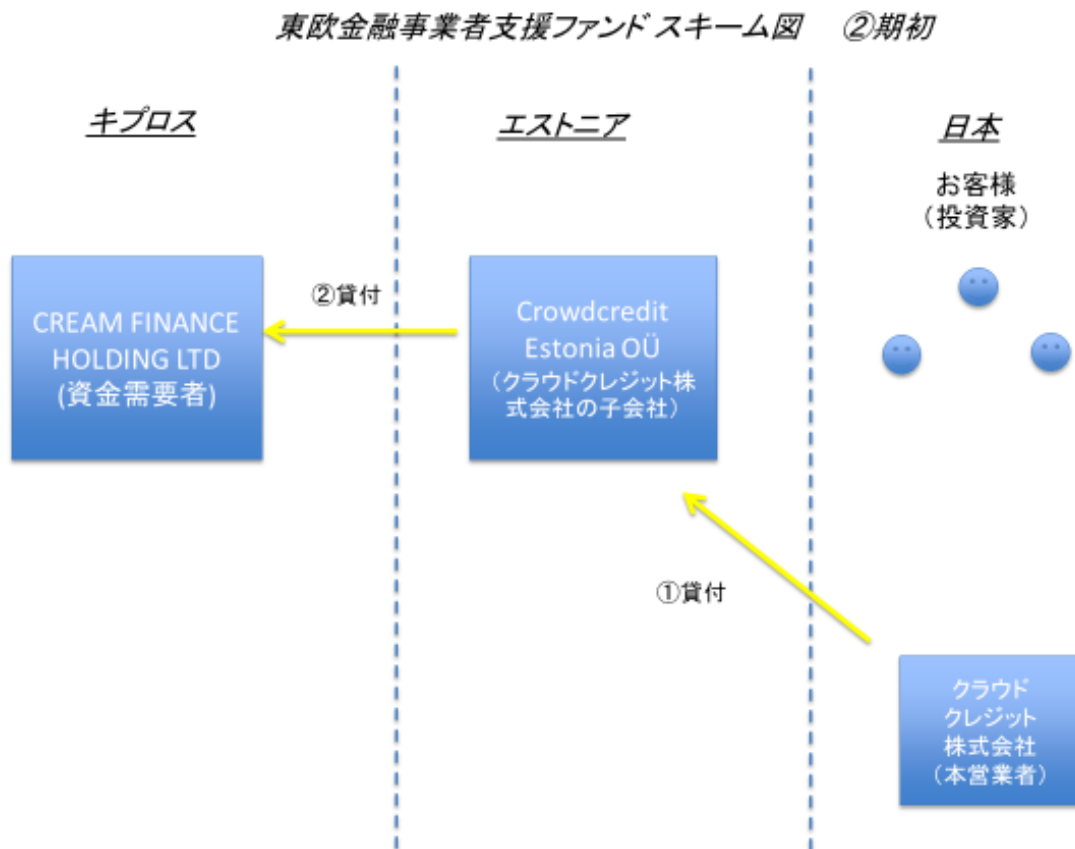 東欧金融事業者支援ファンド スキーム図　②期初
キプロス
エストニア
日本
お客様
（投資家）
CREAM FINANCE
HOLDING LTD
(資金需要者)
②貸付
Crowdcredit
Estonia OÜ
（クラウドクレジット株
式会社の子会社）
①貸付
クラウド
クレジット
株式会社
（本営業者）